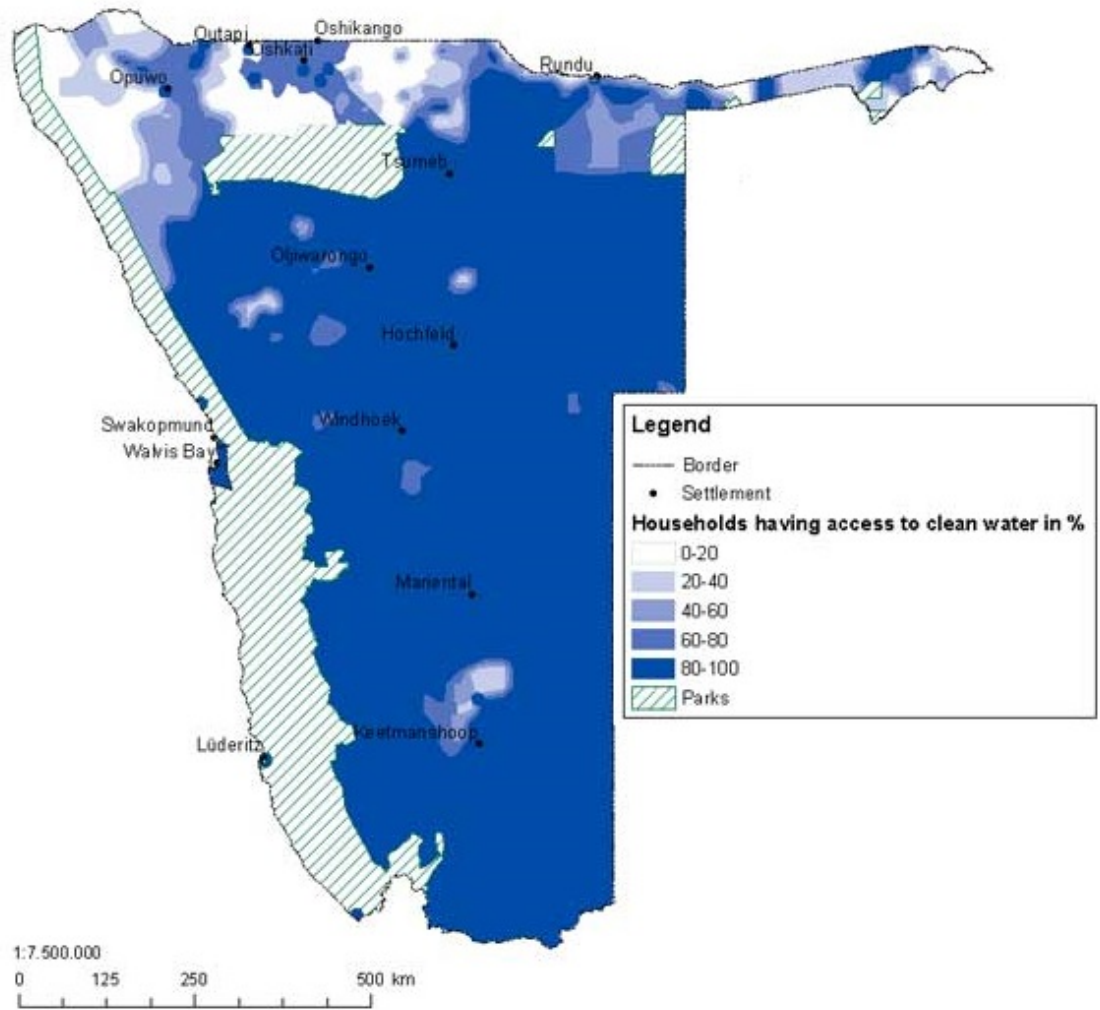 Oshikango
Outapi
Oshkati
Opuwo
Rundu
Tsumeb
Otjiwarongo
Hochfeld
Swakopmund
Windhoek
Walvis Bay
Mariental
Keetmanshoop
Lüderitz
Legend
Border
Settlement
Households having access to clean water in %
0-20
20-40
40-60
60-80
80-100
Parks
1:7.500.000
0 125 250 500 km